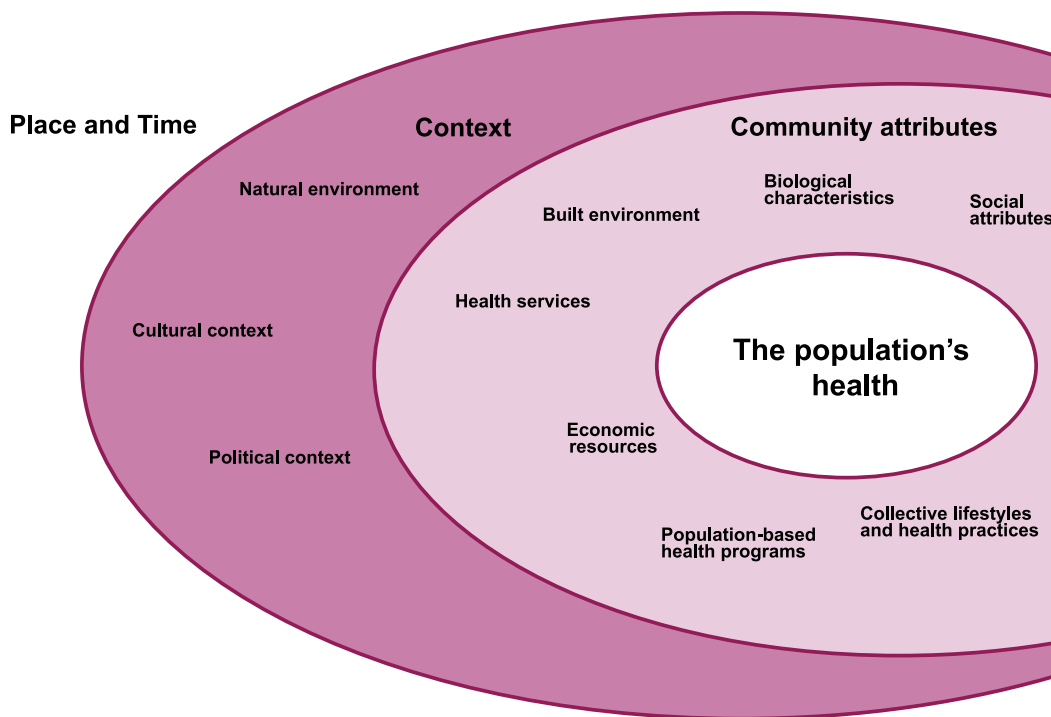 Place and Time
Context
Community attributes
Natural environment
Built environment
Biological
characteristics
Social
attributes
Health services
Cultural context
The population’s
health
Economic
resources
Political context
Population-based
health programs
Collective lifestyles
and health practices